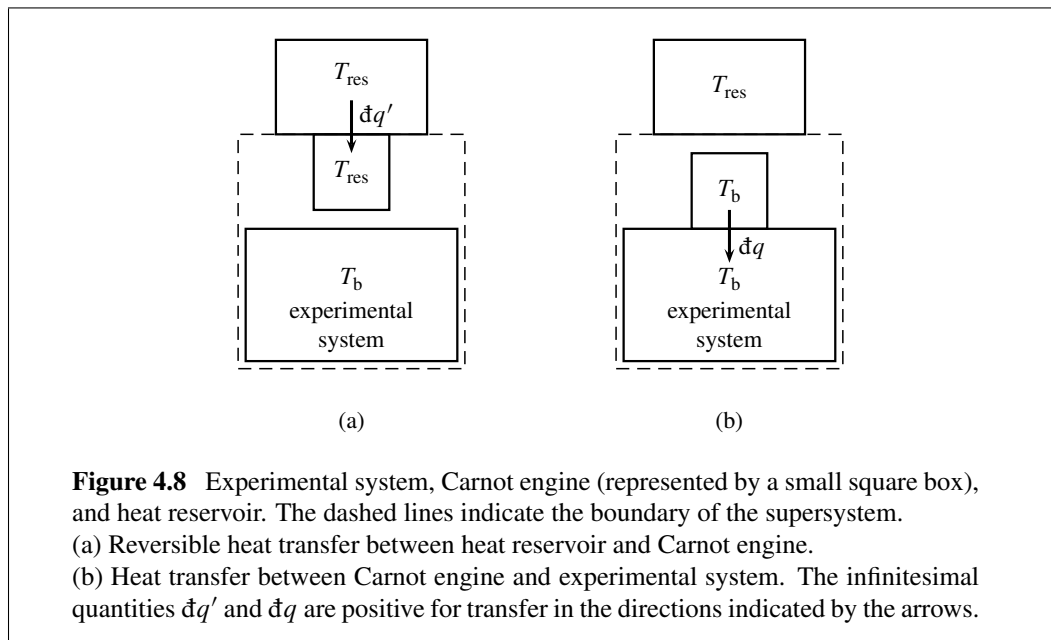 T_res T_res
đq′
T_res T_b
đq
T_b T_b
experimental experimental
system system
(a) (b)
Figure 4.8 Experimental system, Carnot engine (represented by a small square box),
and heat reservoir. The dashed lines indicate the boundary of the supersystem.
(a) Reversible heat transfer between heat reservoir and Carnot engine.
(b) Heat transfer between Carnot engine and experimental system. The infinitesimal
quantities đq′ and đq are positive for transfer in the directions indicated by the arrows.